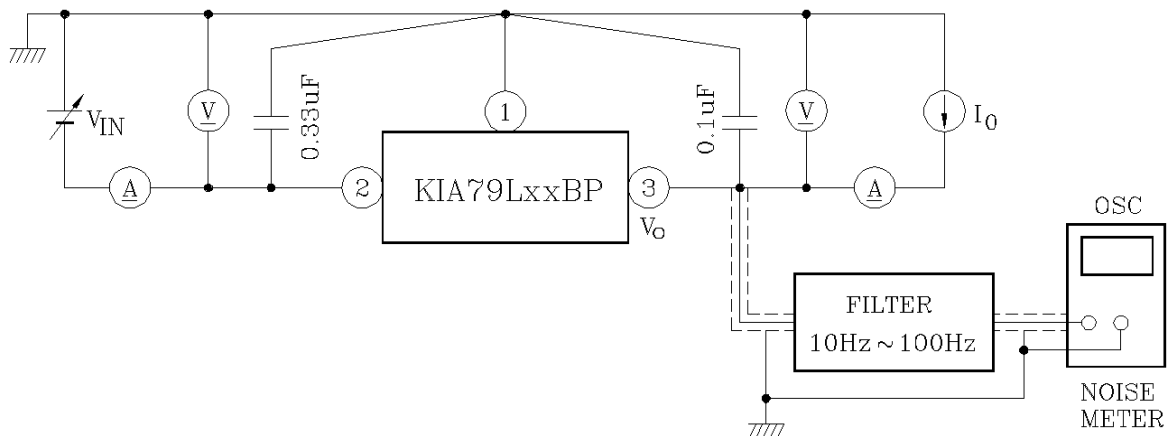 V_IN
V
A
0.33uF
1
2
KIA79LxxBP
3
V_O
0.1uF
V
A
I_0
FILTER
10Hz~100Hz
OSC
NOISE
METER